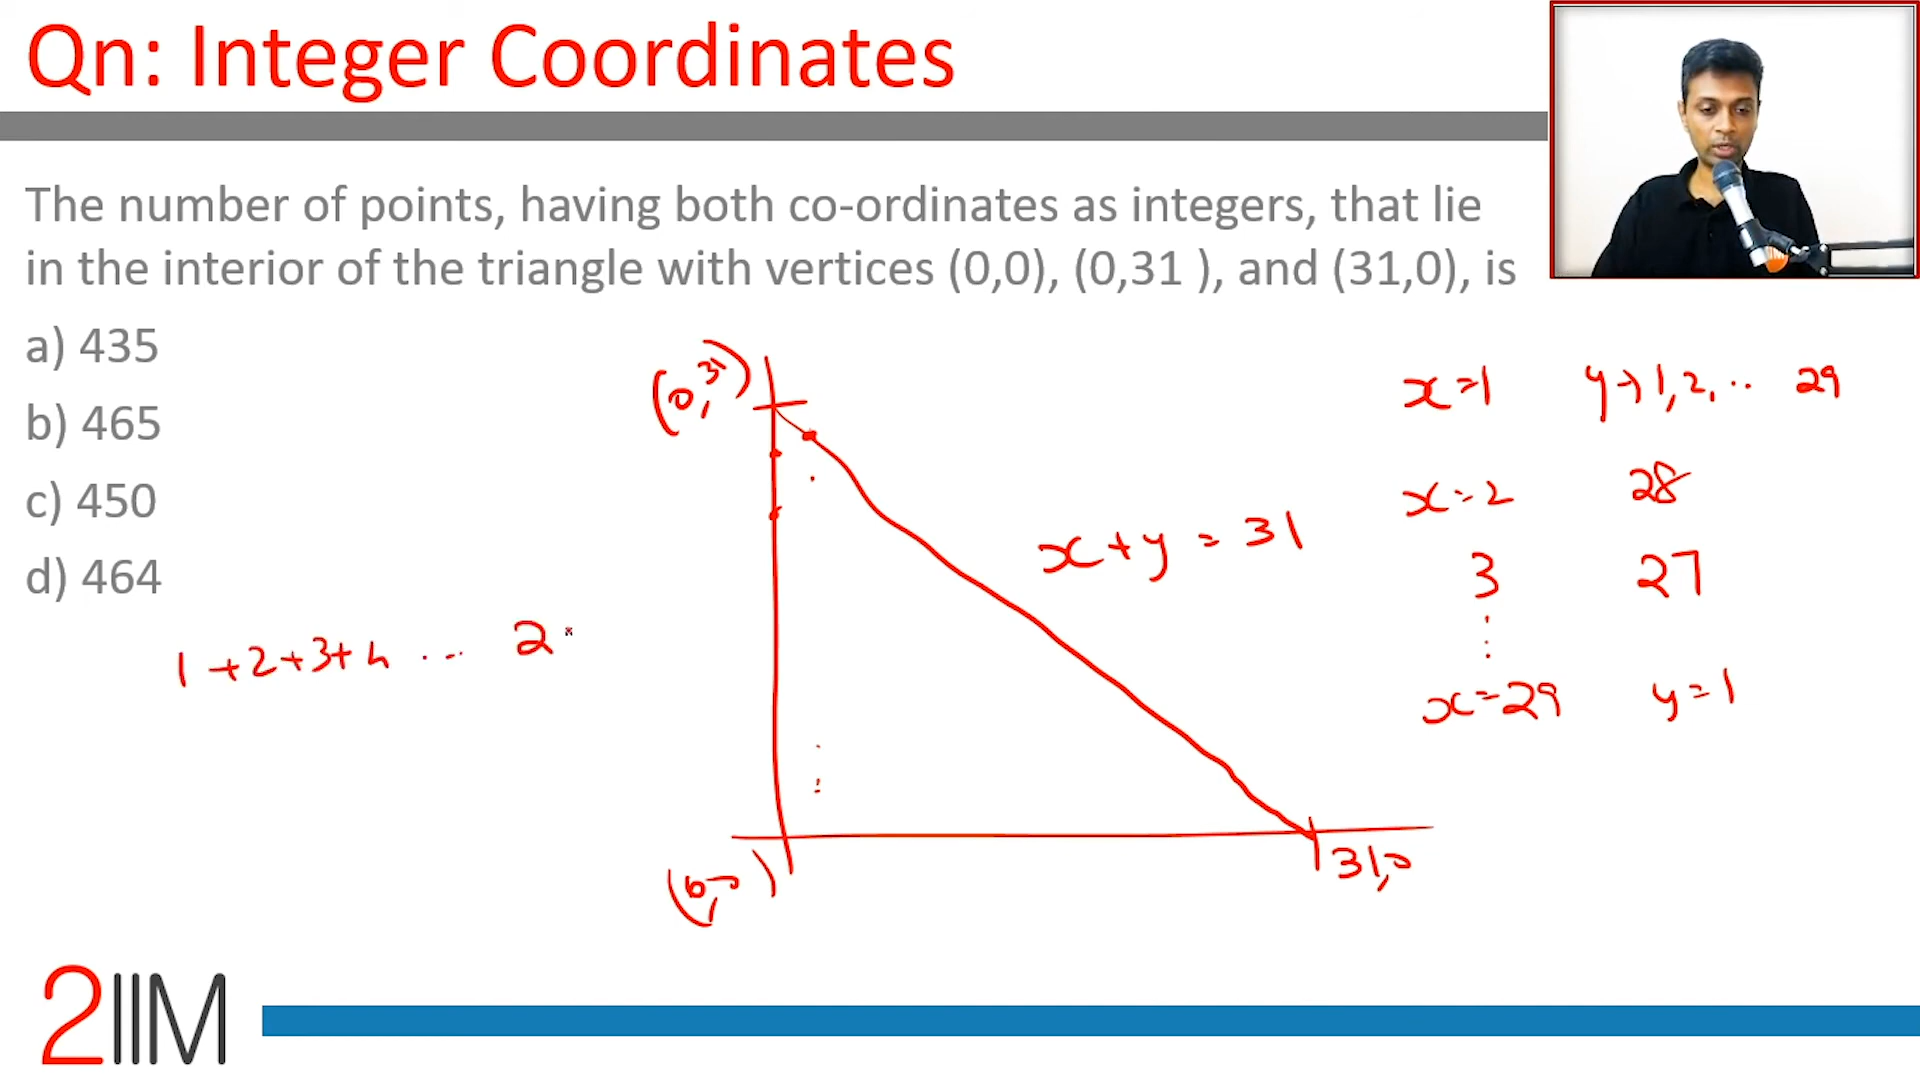 Qn: Integer Coordinates
The number of points, having both co-ordinates as integers, that lie
in the interior of the triangle with vertices (0,0), (0,31 ), and (31,0), is
a) 435
b) 465
c) 450
d) 464
1+2+3+4 ... 2
(0,31)
x+y = 31
(0,0)
31,0
x=1 y→1,2,.. 29
x=2 28
3 27
⋮
x=29 y=1
2IIM